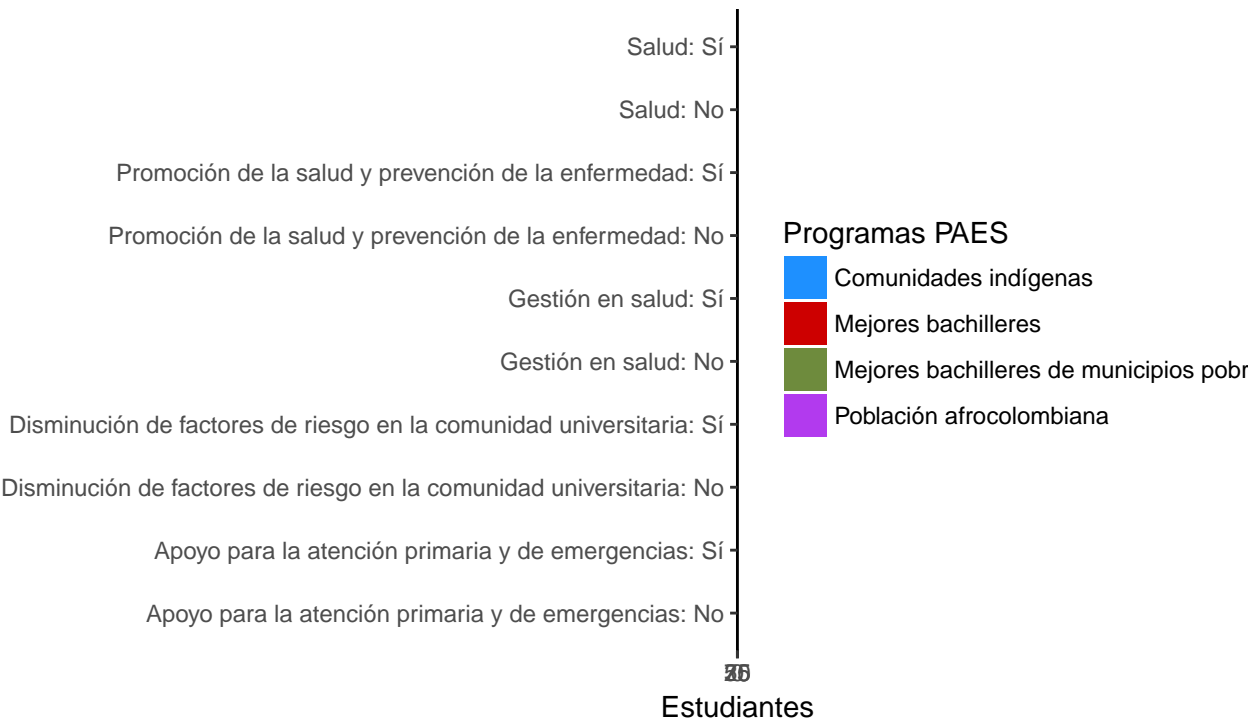 Salud: Sí
Salud: No
Promoción de la salud y prevención de la enfermedad: Sí
Promoción de la salud y prevención de la enfermedad: No
Gestión en salud: Sí
Gestión en salud: No
Disminución de factores de riesgo en la comunidad universitaria: Sí
Disminución de factores de riesgo en la comunidad universitaria: No
Apoyo para la atención primaria y de emergencias: Sí
Apoyo para la atención primaria y de emergencias: No
Estudiantes
Programas PAES
Comunidades indígenas
Mejores bachilleres
Mejores bachilleres de municipios pobr
Población afrocolombiana